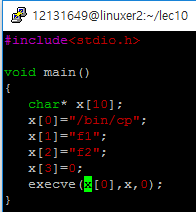 12131649@linuxer2:~/lec10
#include<stdio.h>
void main()
{
char* x[10];
x[0]="/bin/cp";
x[1]="f1";
x[2]="f2";
x[3]=0;
execve(x[0],x,0);
}